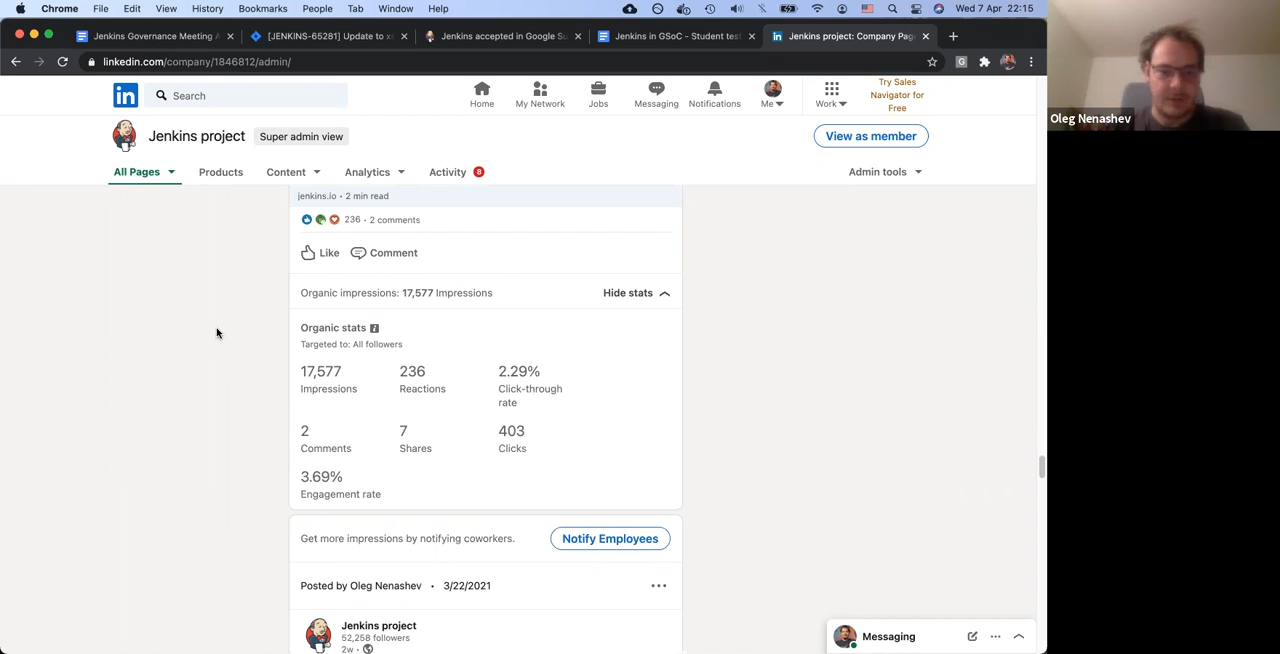 Chrome File Edit View History Bookmarks People Tab Window Help Wed 7 Apr 22:15
Jenkins Governance Meeting A [JENKINS-65281] Update to x Jenkins accepted in Google Su Jenkins in GSoC - Student test Jenkins project: Company Page
linkedin.com/company/1846812/admin/
Search
Home My Network Jobs Messaging Notifications Me Work Try Sales
Navigator for
Free
Jenkins project Super admin view View as member
All Pages Products Content Analytics Activity 8 Admin tools
jenkins.io • 2 min read
236 • 2 comments
Like Comment
Organic impressions: 17,577 Impressions Hide stats
Organic stats
Targeted to: All followers
17,577 236 2.29%
Impressions Reactions Click-through
rate
2 7 403
Comments Shares Clicks
3.69%
Engagement rate
Get more impressions by notifying coworkers. Notify Employees
Posted by Oleg Nenashev • 3/22/2021
Jenkins project
52,258 followers
2w •
Messaging
Oleg Nenashev